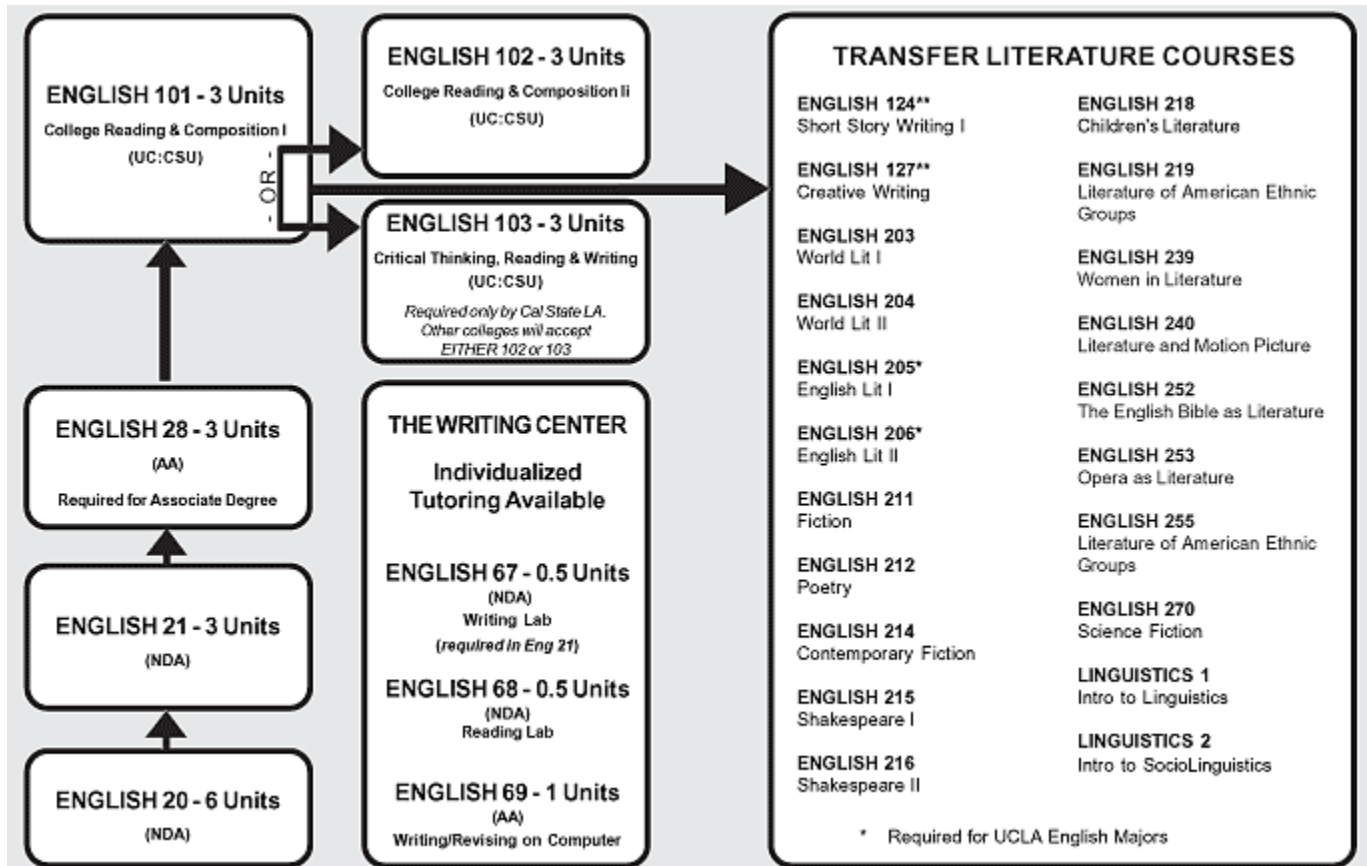 ENGLISH 101 - 3 Units
College Reading & Composition I
(UC:CSU)
- OR -
ENGLISH 102 - 3 Units
College Reading & Composition Ii
(UC:CSU)
ENGLISH 103 - 3 Units
Critical Thinking, Reading & Writing
(UC:CSU)
Required only by Cal State LA.
Other colleges will accept
EITHER 102 or 103
ENGLISH 28 - 3 Units
(AA)
Required for Associate Degree
ENGLISH 21 - 3 Units
(NDA)
ENGLISH 20 - 6 Units
(NDA)
THE WRITING CENTER
Individualized
Tutoring Available
ENGLISH 67 - 0.5 Units
(NDA)
Writing Lab
(required in Eng 21)
ENGLISH 68 - 0.5 Units
(NDA)
Reading Lab
ENGLISH 69 - 1 Units
(AA)
Writing/Revising on Computer
TRANSFER LITERATURE COURSES
ENGLISH 124**
Short Story Writing I
ENGLISH 127**
Creative Writing
ENGLISH 203
World Lit I
ENGLISH 204
World Lit II
ENGLISH 205*
English Lit I
ENGLISH 206*
English Lit II
ENGLISH 211
Fiction
ENGLISH 212
Poetry
ENGLISH 214
Contemporary Fiction
ENGLISH 215
Shakespeare I
ENGLISH 216
Shakespeare II
ENGLISH 218
Children's Literature
ENGLISH 219
Literature of American Ethnic
Groups
ENGLISH 239
Women in Literature
ENGLISH 240
Literature and Motion Picture
ENGLISH 252
The English Bible as Literature
ENGLISH 253
Opera as Literature
ENGLISH 255
Literature of American Ethnic
Groups
ENGLISH 270
Science Fiction
LINGUISTICS 1
Intro to Linguistics
LINGUISTICS 2
Intro to SocioLinguistics
* Required for UCLA English Majors